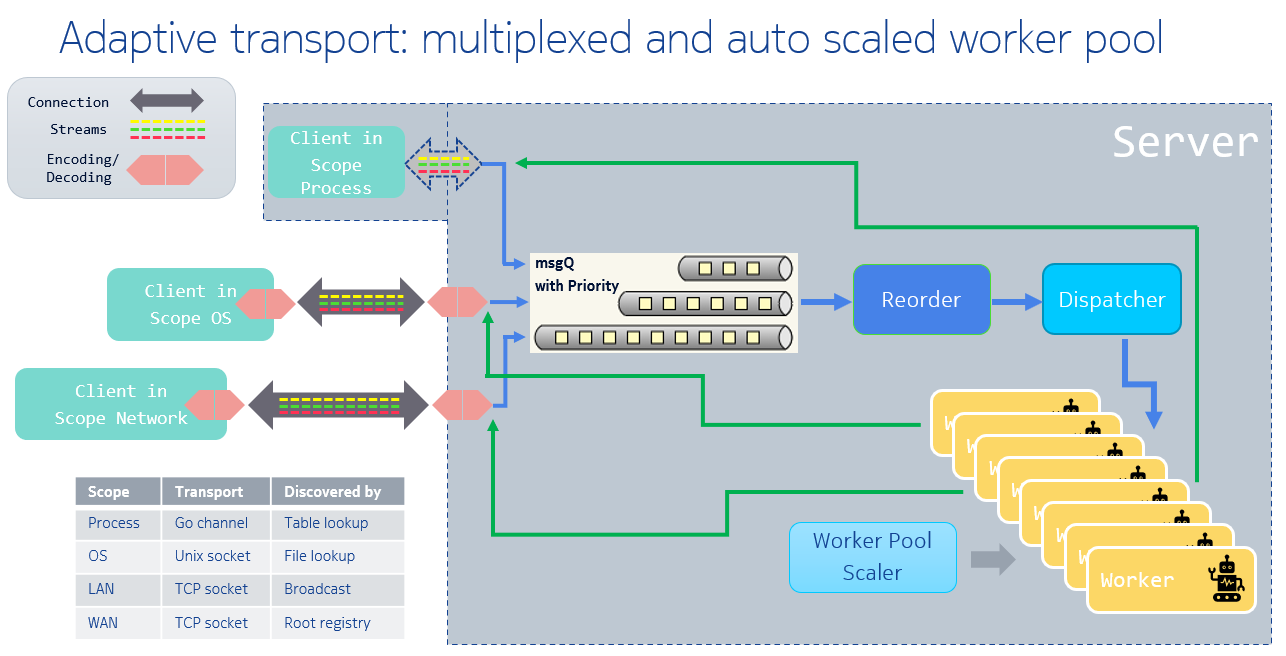 Adaptive transport: multiplexed and auto scaled worker pool
Connection
Streams
Encoding/
Decoding
Client in
Scope
Process
Server
Client in
Scope OS
msgQ
with Priority
Reorder
Dispatcher
Client in
Scope Network
Scope Transport Discovered by
Process Go channel Table lookup
OS Unix socket File lookup
LAN TCP socket Broadcast
WAN TCP socket Root registry
Worker Pool
Scaler
W
W
W
W
W
W
W
Worker